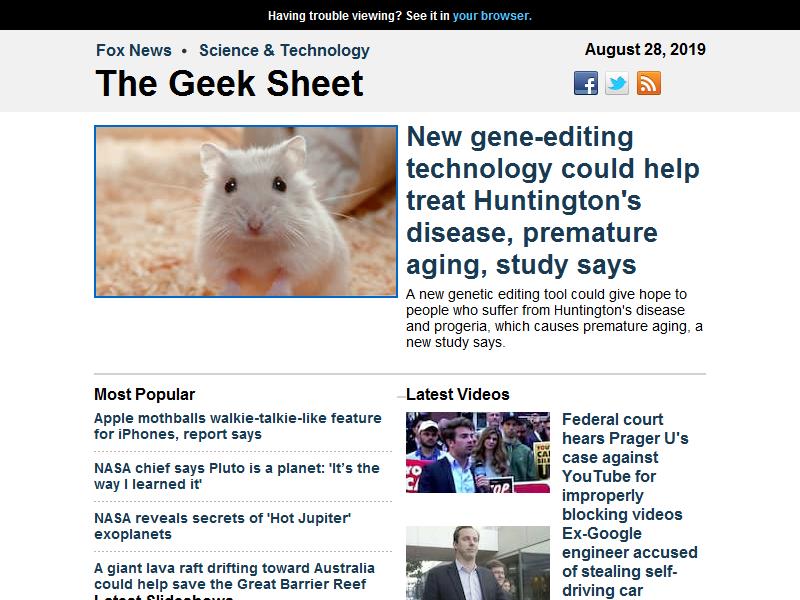 Having trouble viewing? See it in your browser.
Fox News • Science & Technology
August 28, 2019
The Geek Sheet
New gene-editing
technology could help
treat Huntington's
disease, premature
aging, study says
A new genetic editing tool could give hope to
people who suffer from Huntington's disease
and progeria, which causes premature aging, a
new study says.
Most Popular
Apple mothballs walkie-talkie-like feature
for iPhones, report says
NASA chief says Pluto is a planet: 'It’s the
way I learned it'
NASA reveals secrets of 'Hot Jupiter'
exoplanets
A giant lava raft drifting toward Australia
could help save the Great Barrier Reef
Latest Slideshows
Latest Videos
Federal court
hears Prager U's
case against
YouTube for
improperly
blocking videos
Ex-Google
engineer accused
of stealing self-
driving car